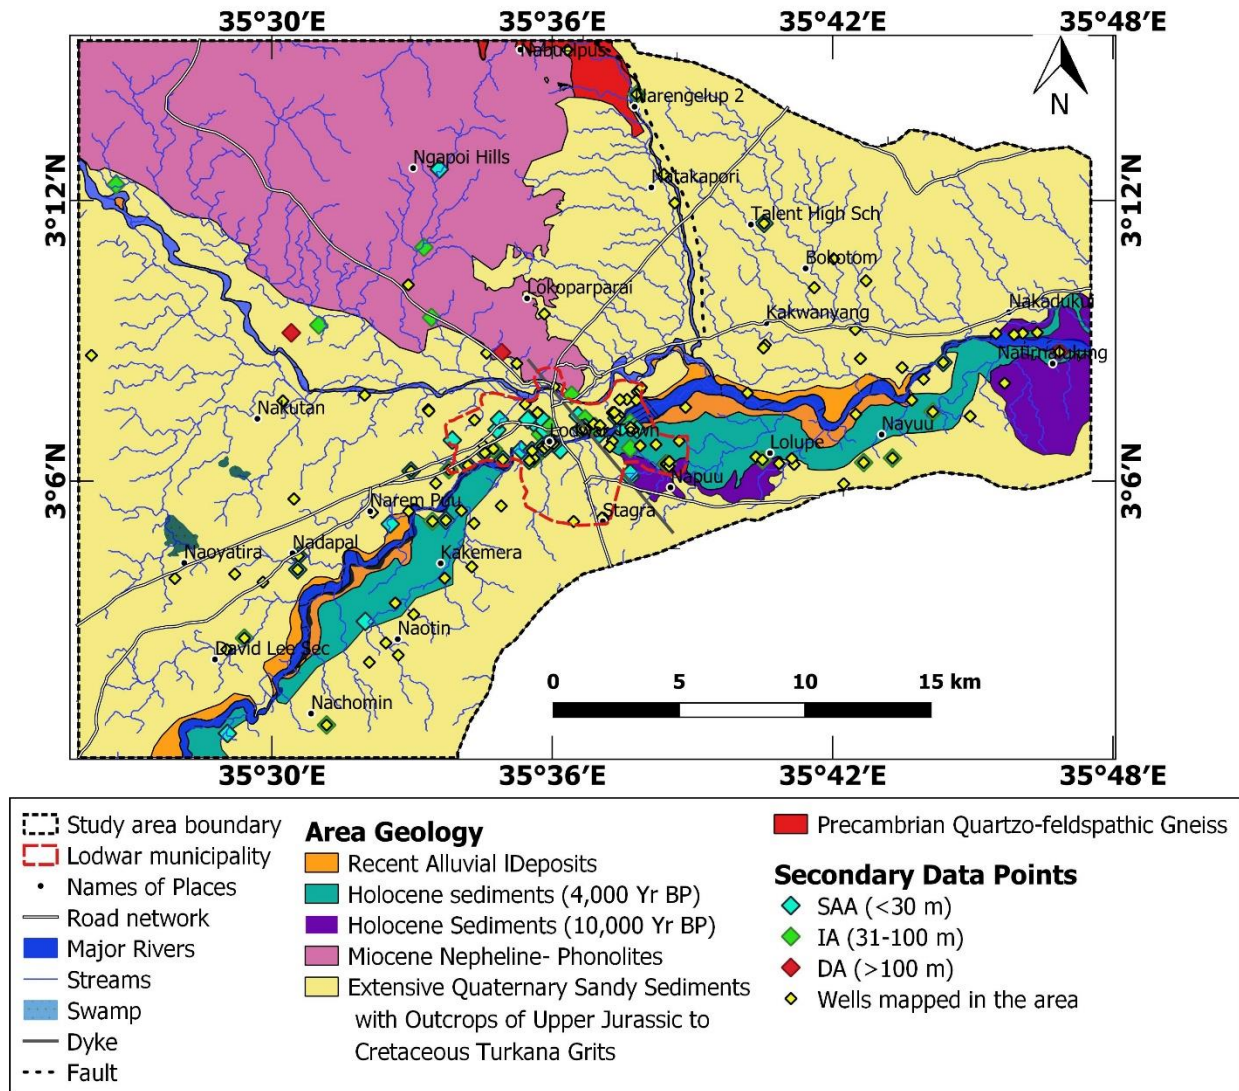 35°30′E
35°36′E
35°42′E
35°48′E
Nabuelpus
Narengelup 2
N
Ngapoi Hills
Natakapori
3°12′N
3°12′N
Talent High Sch
Bokotom
Lokoparparai
Kakwanyang
Nakadukui
Natirhalukung
Nakutan
Lodwar Town
Nayuu
Lolupe
3°6′N
3°6′N
Napuu
Narem Puu
Stagra
Nadapal
Naoyatira
Kakemera
Naotin
David Lee Sec
0 5 10 15 km
Nachomin
35°30′E
35°36′E
35°42′E
35°48′E
Study area boundary
Lodwar municipality
Names of Places
Road network
Major Rivers
Streams
Swamp
Dyke
Fault
Area Geology
Recent Alluvial lDeposits
Holocene sediments (4,000 Yr BP)
Holocene Sediments (10,000 Yr BP)
Miocene Nepheline- Phonolites
Extensive Quaternary Sandy Sediments
with Outcrops of Upper Jurassic to
Cretaceous Turkana Grits
Precambrian Quartzo-feldspathic Gneiss
Secondary Data Points
SAA (<30 m)
IA (31-100 m)
DA (>100 m)
Wells mapped in the area